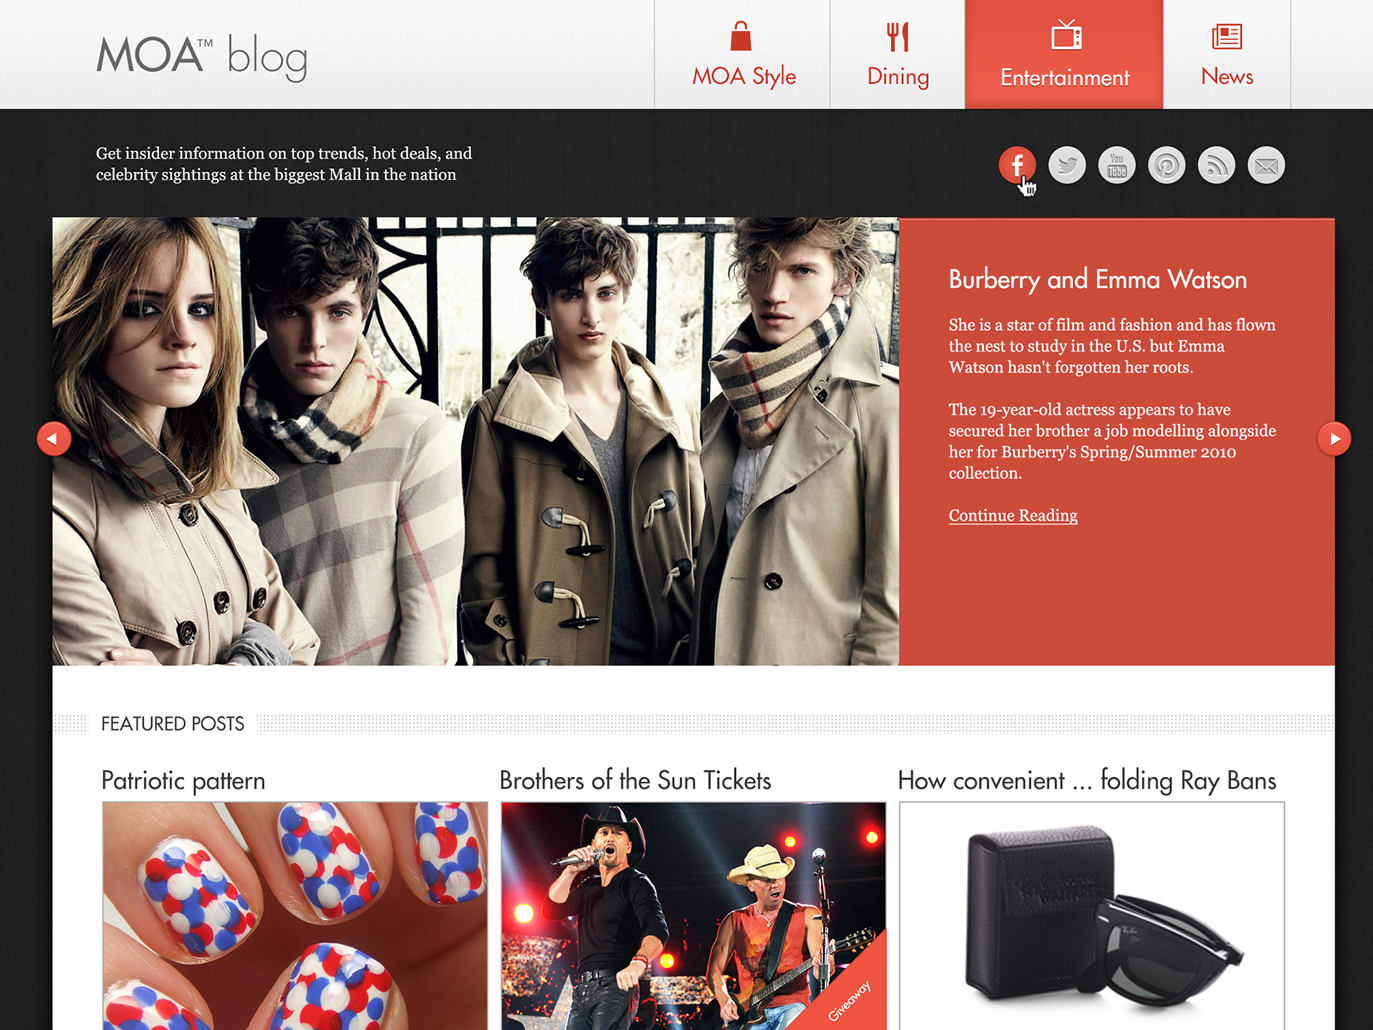 MOA™ blog
MOA Style
Dining
Entertainment
News
Get insider information on top trends, hot deals, and
celebrity sightings at the biggest Mall in the nation
You
Tube
Burberry and Emma Watson
She is a star of film and fashion and has flown
the nest to study in the U.S. but Emma
Watson hasn't forgotten her roots.
The 19-year-old actress appears to have
secured her brother a job modelling alongside
her for Burberry's Spring/Summer 2010
collection.
Continue Reading
FEATURED POSTS
Patriotic pattern
Brothers of the Sun Tickets
How convenient ... folding Ray Bans
Giveaway
Ray-Ban